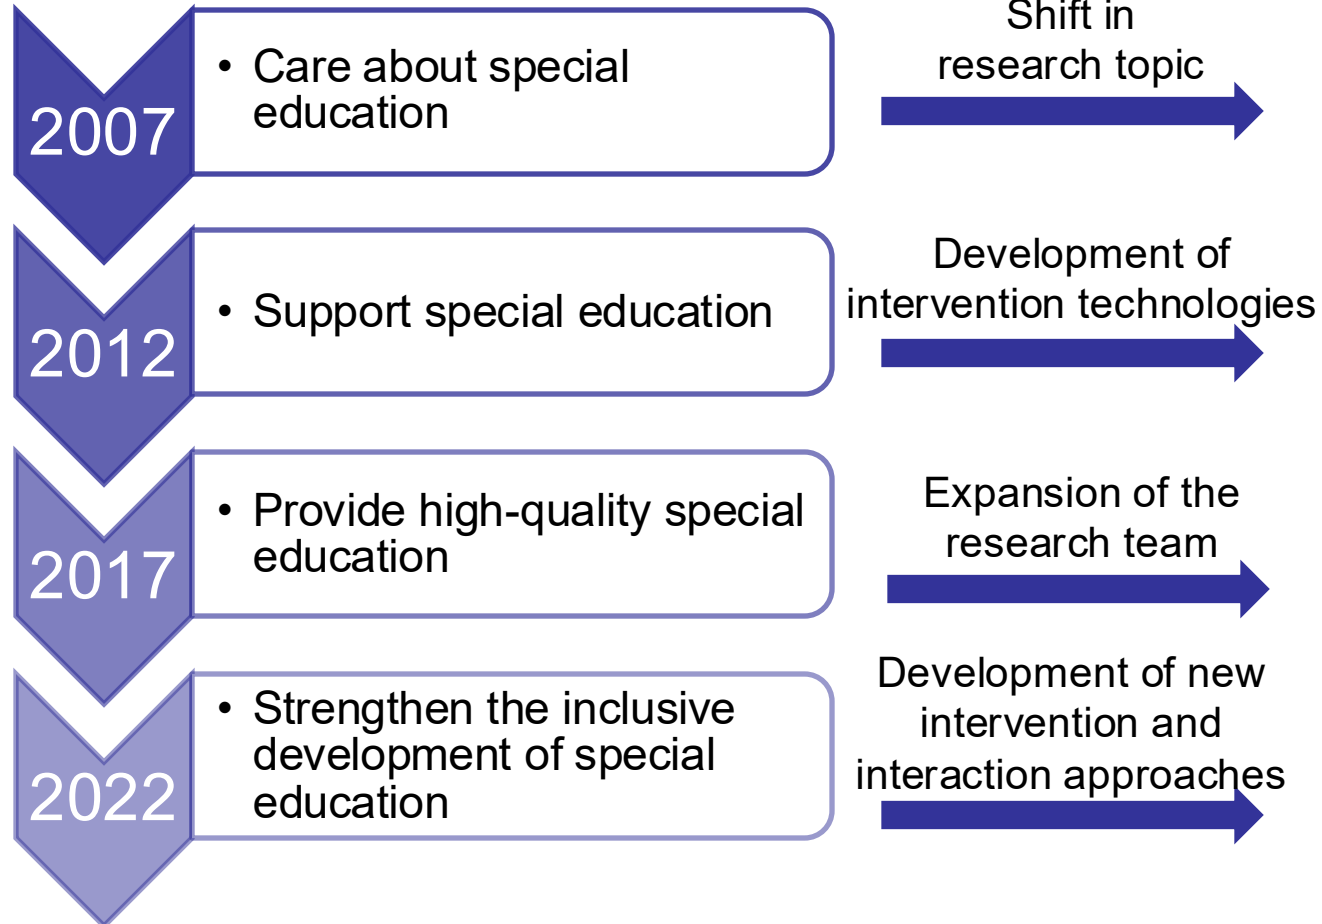 2007
• Care about special
education
Shift in
research topic
2012
• Support special education
Development of
intervention technologies
2017
• Provide high-quality special
education
Expansion of the
research team
2022
• Strengthen the inclusive
development of special
education
Development of new
intervention and
interaction approaches